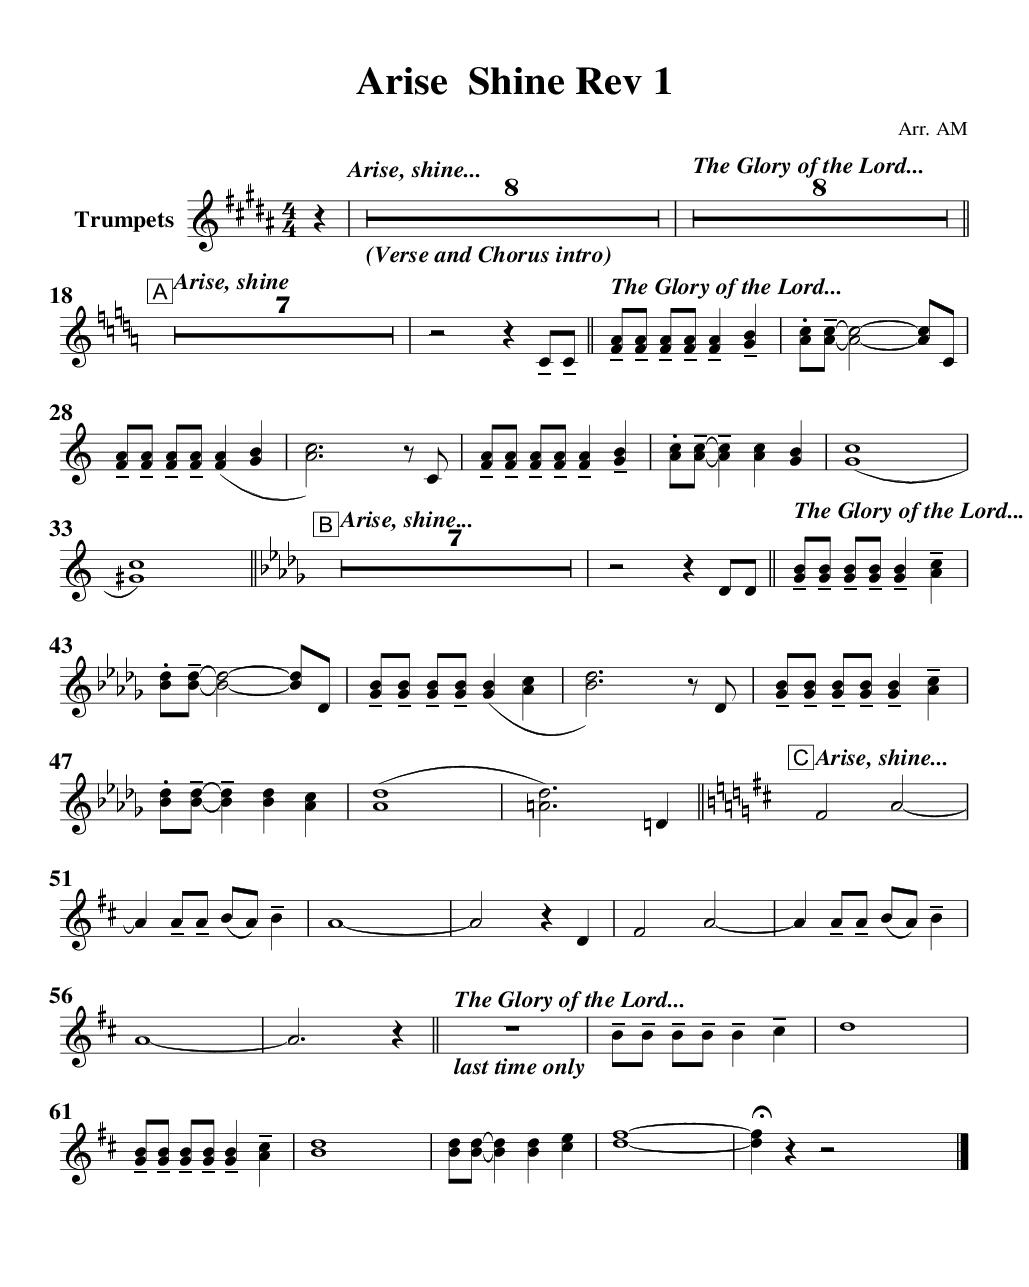 Arise  Shine Rev 1
Arr. AM
Arise, shine...
The Glory of the Lord...
8
8
Trumpets
4
4
(Verse and Chorus intro)
18
A
Arise, shine
7
The Glory of the Lord...
28
33
B
Arise, shine...
7
The Glory of the Lord...
43
47
C
Arise, shine...
51
56
The Glory of the Lord...
last time only
61